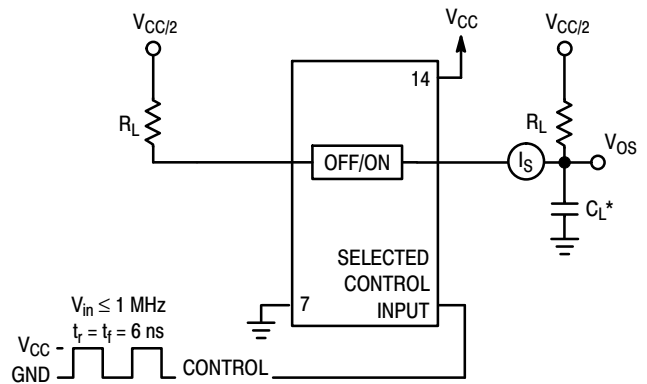 VCC/2
VCC
VCC/2
14
RL
RL
VOS
OFF/ON
IS
CL*
SELECTED
CONTROL
INPUT
7
Vin ≤ 1 MHz
tr = tf = 6 ns
VCC
GND
CONTROL